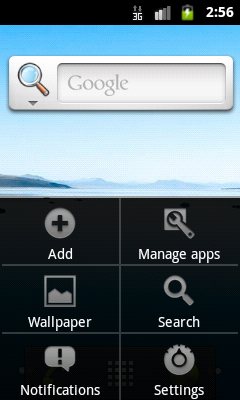 3G 2:56
Google
Add Manage apps
Wallpaper Search
Notifications Settings